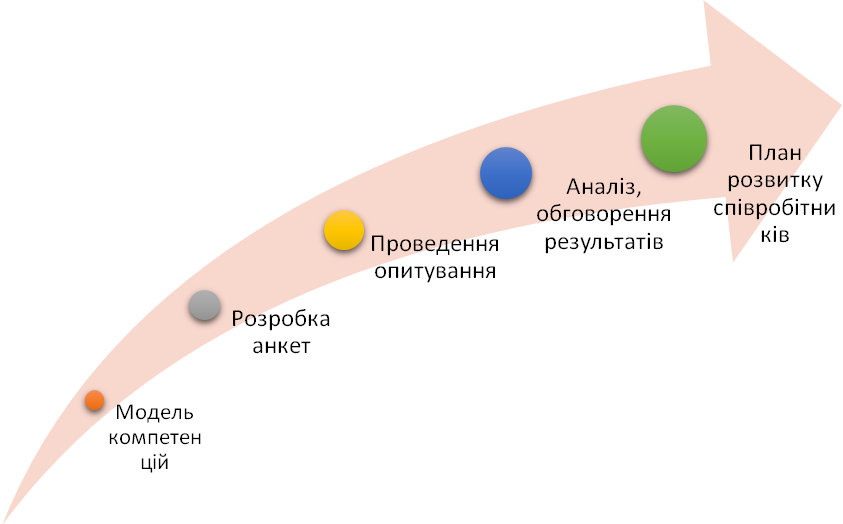 Модель
компетен
цій
Розробка
анкет
Проведення
опитування
Аналіз,
обговорення
результатів
План
розвитку
співробітни
ків